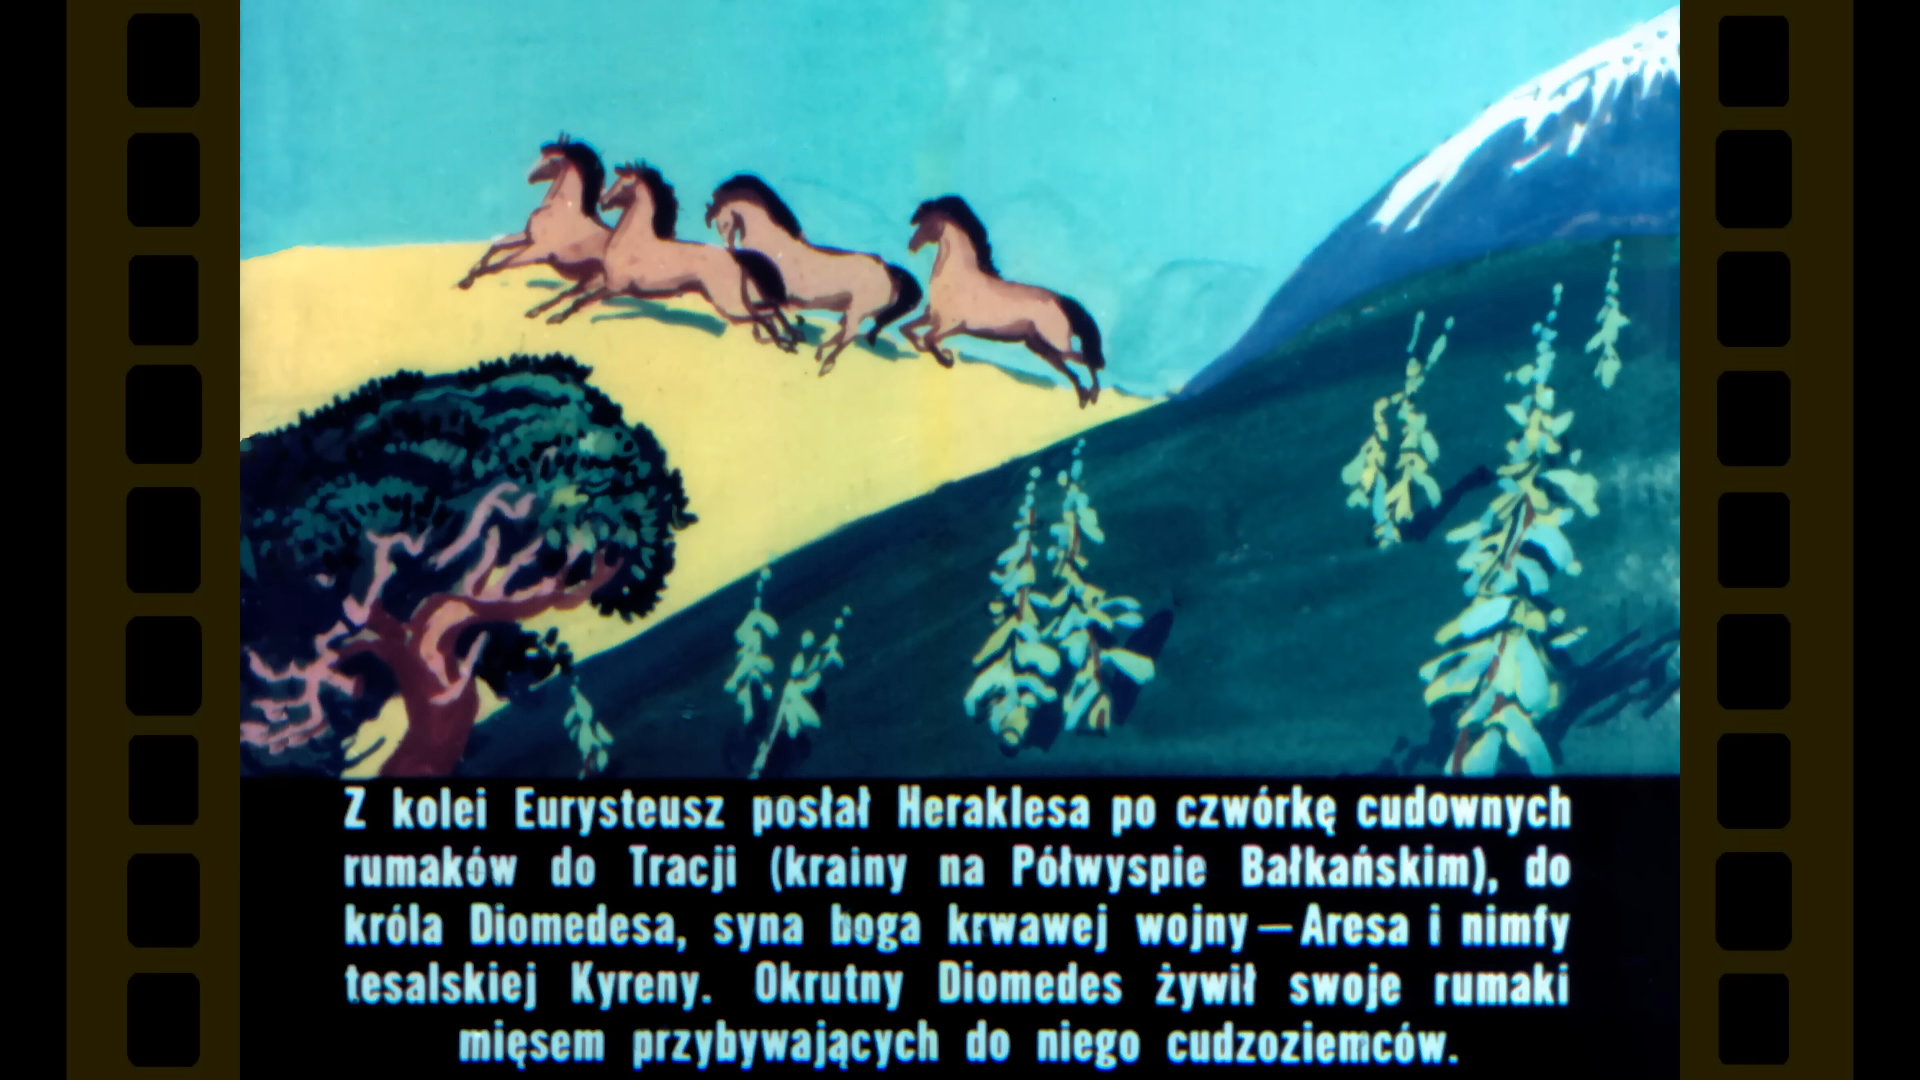 Z kolei Eurysteusz posłał Heraklesa po czwórkę cudownych
rumaków do Tracji (krainy na Półwyspie Bałkańskim), do
króla Diomedesa, syna boga krwawej wojny — Aresa i nimfy
tesalskiej Kyreny. Okrutny Diomedes żywił swoje rumaki
mięsem przybywających do niego cudzoziemców.